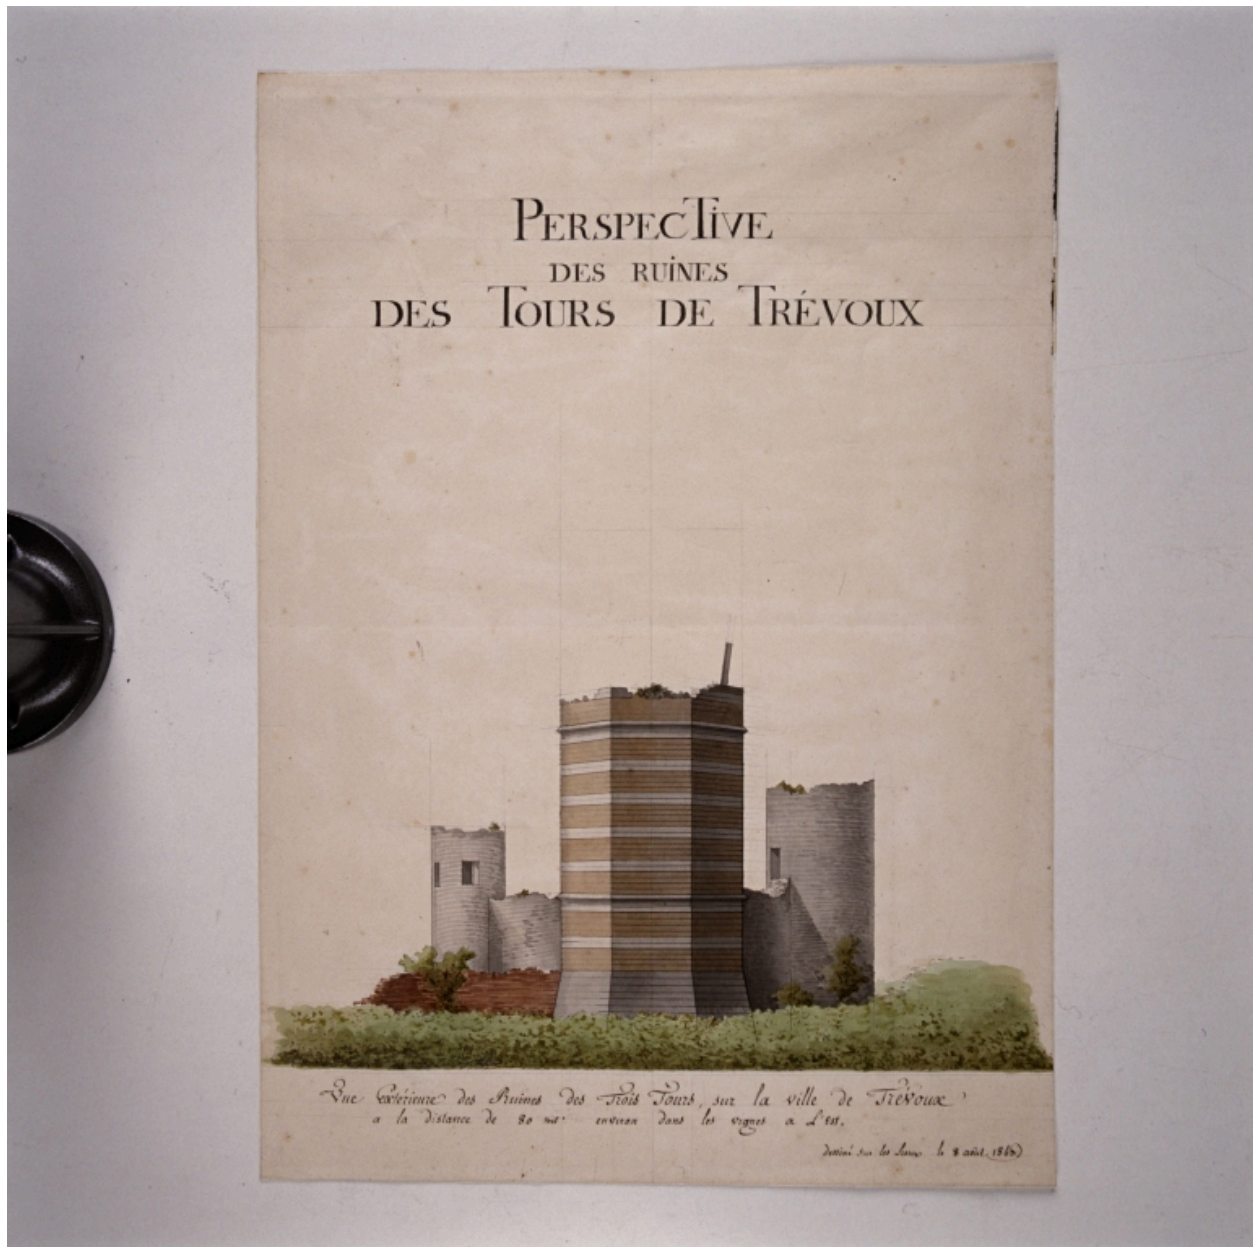 PERSPECTIVE
DES RUINES
DES TOURS DE TRÉVOUX
Vue Extérieure des Ruines des Trois Tours, sur la ville de Trévoux
a la distance de 80 mes environ dans les vignes a L'est.
dessiné sur les Lieux le 8 août